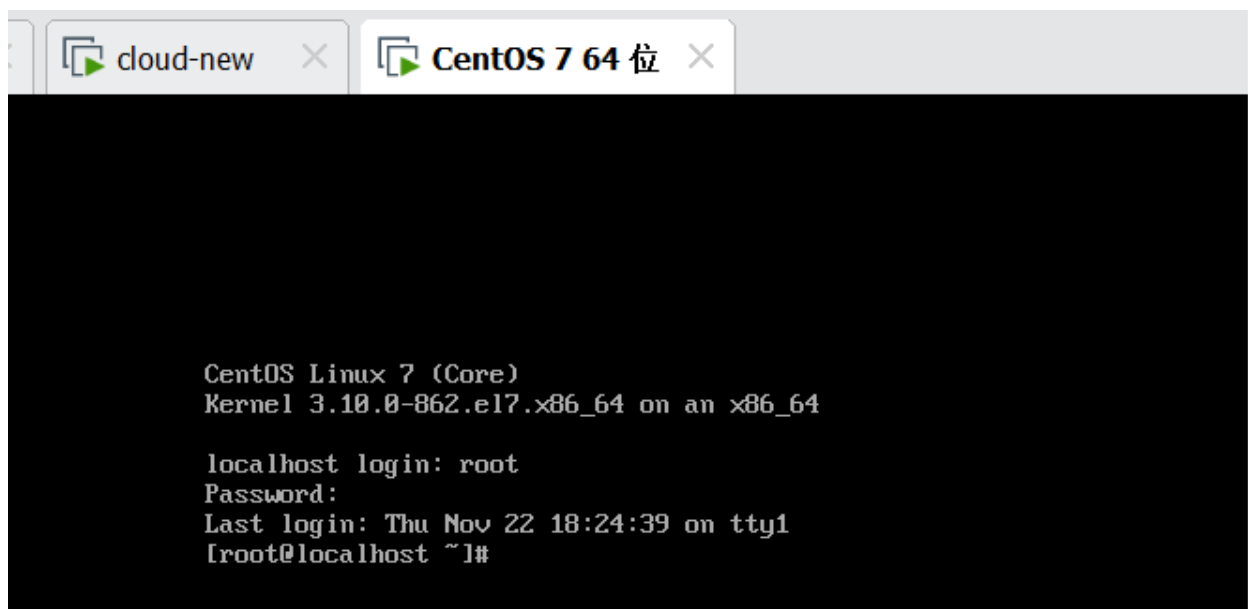 cloud-new
CentOS 7 64 位
CentOS Linux 7 (Core)
Kernel 3.10.0-862.el7.x86_64 on an x86_64
localhost login: root
Password:
Last login: Thu Nov 22 18:24:39 on tty1
[root@localhost ~]#